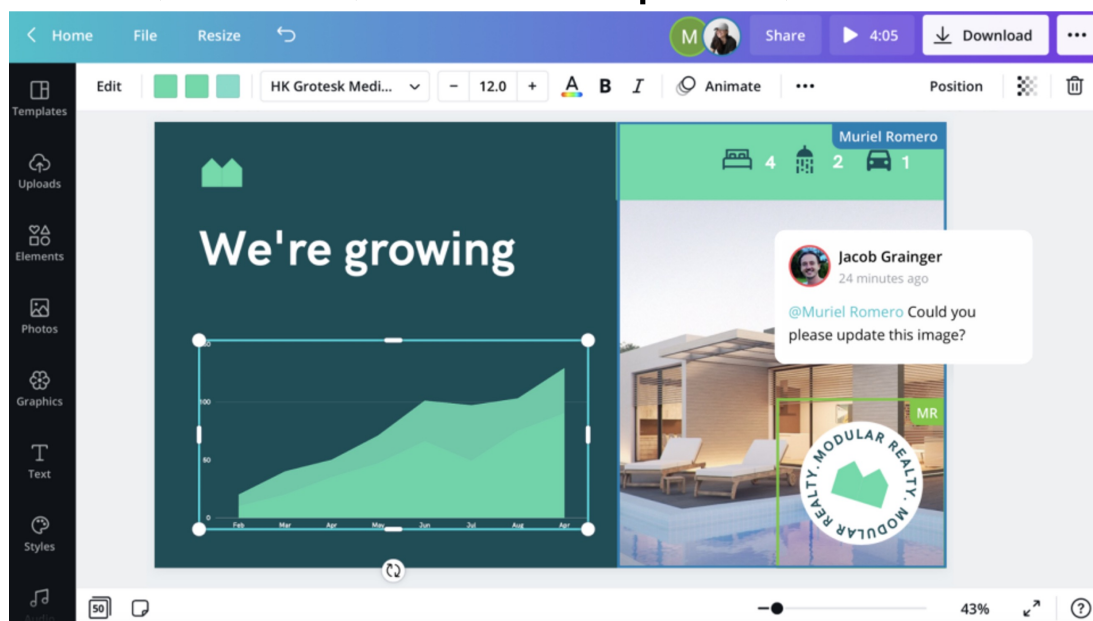 Home File Resize
M Share 4:05 Download
Edit HK Grotesk Medi... − 12.0 + A B I Animate Position
Templates
Uploads
Elements
Photos
Graphics
Text
Styles
Muriel Romero
4 2 1
We're growing
Jacob Grainger
24 minutes ago
@Muriel Romero Could you
please update this image?
100
50
0
Feb Mar Apr May Jun Jul Aug Apr
MR
MODULAR REALTY. MODULAR REALTY.
50
43%
?